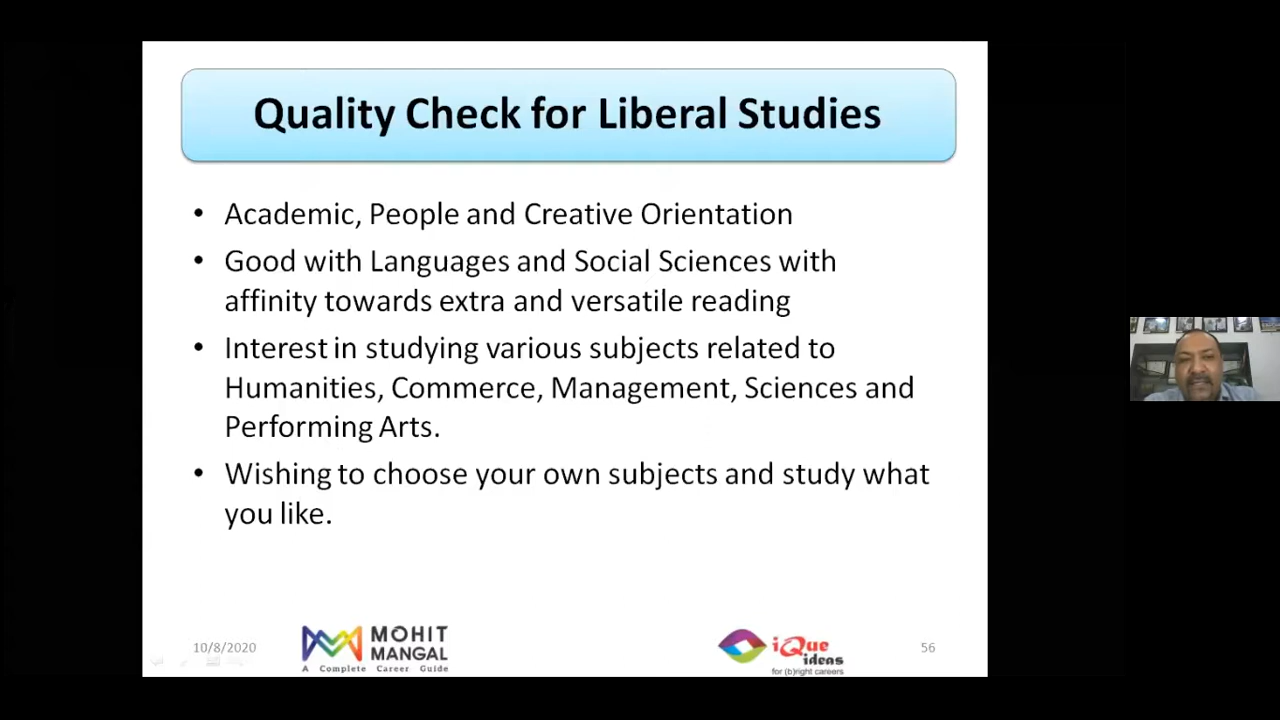 Quality Check for Liberal Studies
• Academic, People and Creative Orientation
• Good with Languages and Social Sciences with
affinity towards extra and versatile reading
• Interest in studying various subjects related to
Humanities, Commerce, Management, Sciences and
Performing Arts.
• Wishing to choose your own subjects and study what
you like.
10/8/2020
MOHIT
MANGAL
A Complete Career Guide
iQue
ideas
for (b)right careers
56